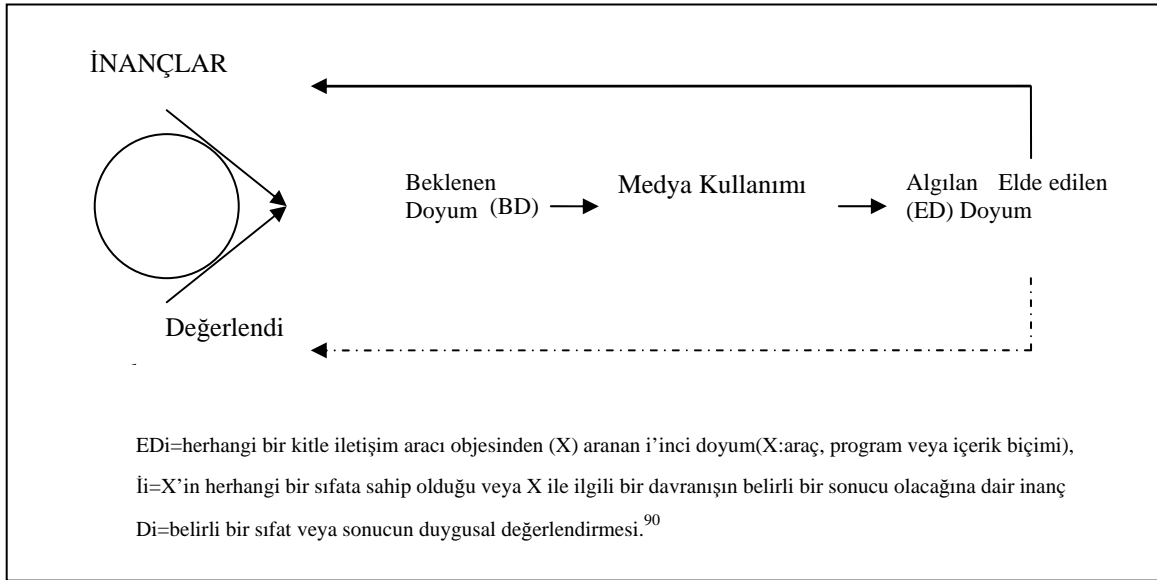 İNANÇLAR
Beklenen
Doyum (BD)
Medya Kullanımı
Algılan Elde edilen
(ED) Doyum
Değerlendi
EDi=herhangi bir kitle iletişim aracı objesinden (X) aranan i’inci doyum(X:araç, program veya içerik biçimi),
İi=X’in herhangi bir sıfata sahip olduğu veya X ile ilgili bir davranışın belirli bir sonucu olacağına dair inanç
Di=belirli bir sıfat veya sonucun duygusal değerlendirmesi.90